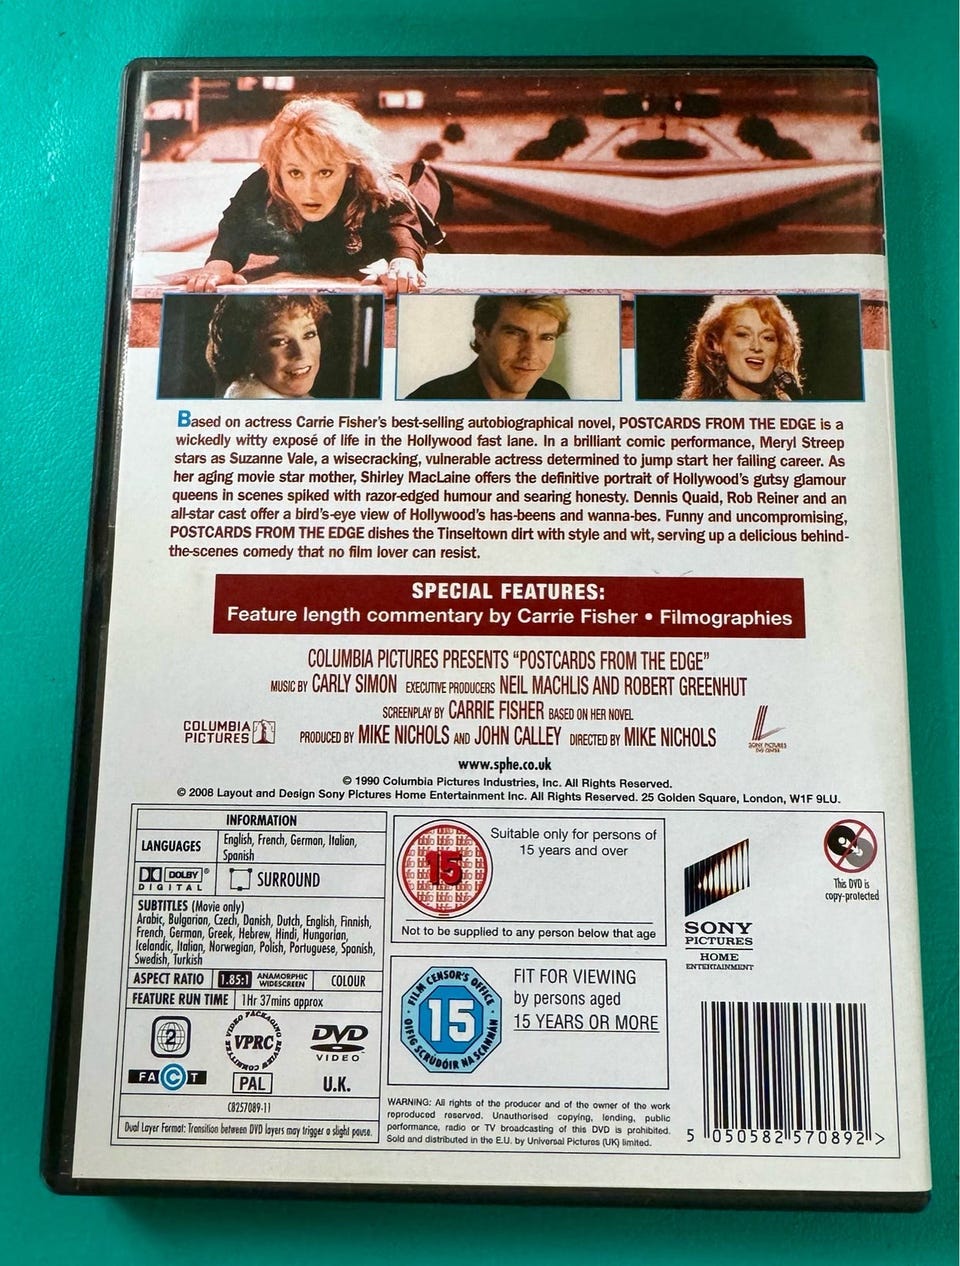 Based on actress Carrie Fisher's best-selling autobiographical novel, POSTCARDS FROM THE EDGE is a
wickedly witty exposé of life in the Hollywood fast lane. In a brilliant comic performance, Meryl Streep
stars as Suzanne Vale, a wisecracking, vulnerable actress determined to jump start her failing career. As
her aging movie star mother, Shirley MacLaine offers the definitive portrait of Hollywood's gutsy glamour
queens in scenes spiked with razor-edged humour and searing honesty. Dennis Quaid, Rob Reiner and an
all-star cast offer a bird's-eye view of Hollywood's has-beens and wanna-bes. Funny and uncompromising,
POSTCARDS FROM THE EDGE dishes the Tinseltown dirt with style and wit, serving up a delicious behind-
the-scenes comedy that no film lover can resist.
SPECIAL FEATURES:
Feature length commentary by Carrie Fisher • Filmographies
COLUMBIA PICTURES PRESENTS "POSTCARDS FROM THE EDGE"
MUSIC BY CARLY SIMON EXECUTIVE PRODUCERS NEIL MACHLIS AND ROBERT GREENHUT
SCREENPLAY BY CARRIE FISHER BASED ON HER NOVEL
PRODUCED BY MIKE NICHOLS AND JOHN CALLEY DIRECTED BY MIKE NICHOLS
COLUMBIA
PICTURES
SONY PICTURES
DVD CENTER
www.sphe.co.uk
© 1990 Columbia Pictures Industries, Inc. All Rights Reserved.
© 2008 Layout and Design Sony Pictures Home Entertainment Inc. All Rights Reserved. 25 Golden Square, London, W1F 9LU.
INFORMATION
LANGUAGES
English, French, German, Italian,
Spanish
DOLBY®
DIGITAL
SURROUND
SUBTITLES (Movie only)
Arabic, Bulgarian, Czech, Danish, Dutch, English, Finnish,
French, German, Greek, Hebrew, Hindi, Hungarian,
Icelandic, Italian, Norwegian, Polish, Portuguese, Spanish,
Swedish, Turkish
ASPECT RATIO
1.85:1
ANAMORPHIC
WIDESCREEN
COLOUR
FEATURE RUN TIME
1Hr 37mins approx
2
VIDEO PACKAGING REVIEW COMMITTEE
VPRC
DVD
VIDEO
FACT
PAL
U.K.
CB257089-11
Dual Layer Format: Transition between DVD layers may trigger a slight pause.
15
Suitable only for persons of
15 years and over
Not to be supplied to any person below that age
FILM CENSOR'S OFFICE
15
OIFIG SCRÚDÓIR NA SCANNÁN
FIT FOR VIEWING
by persons aged
15 YEARS OR MORE
WARNING: All rights of the producer and of the owner of the work
reproduced reserved. Unauthorised copying, lending, public
performance, radio or TV broadcasting of this DVD is prohibited.
Sold and distributed in the E.U. by Universal Pictures (UK) limited.
SONY
PICTURES
HOME
ENTERTAINMENT
This DVD is
copy-protected
5 050582 570892 >